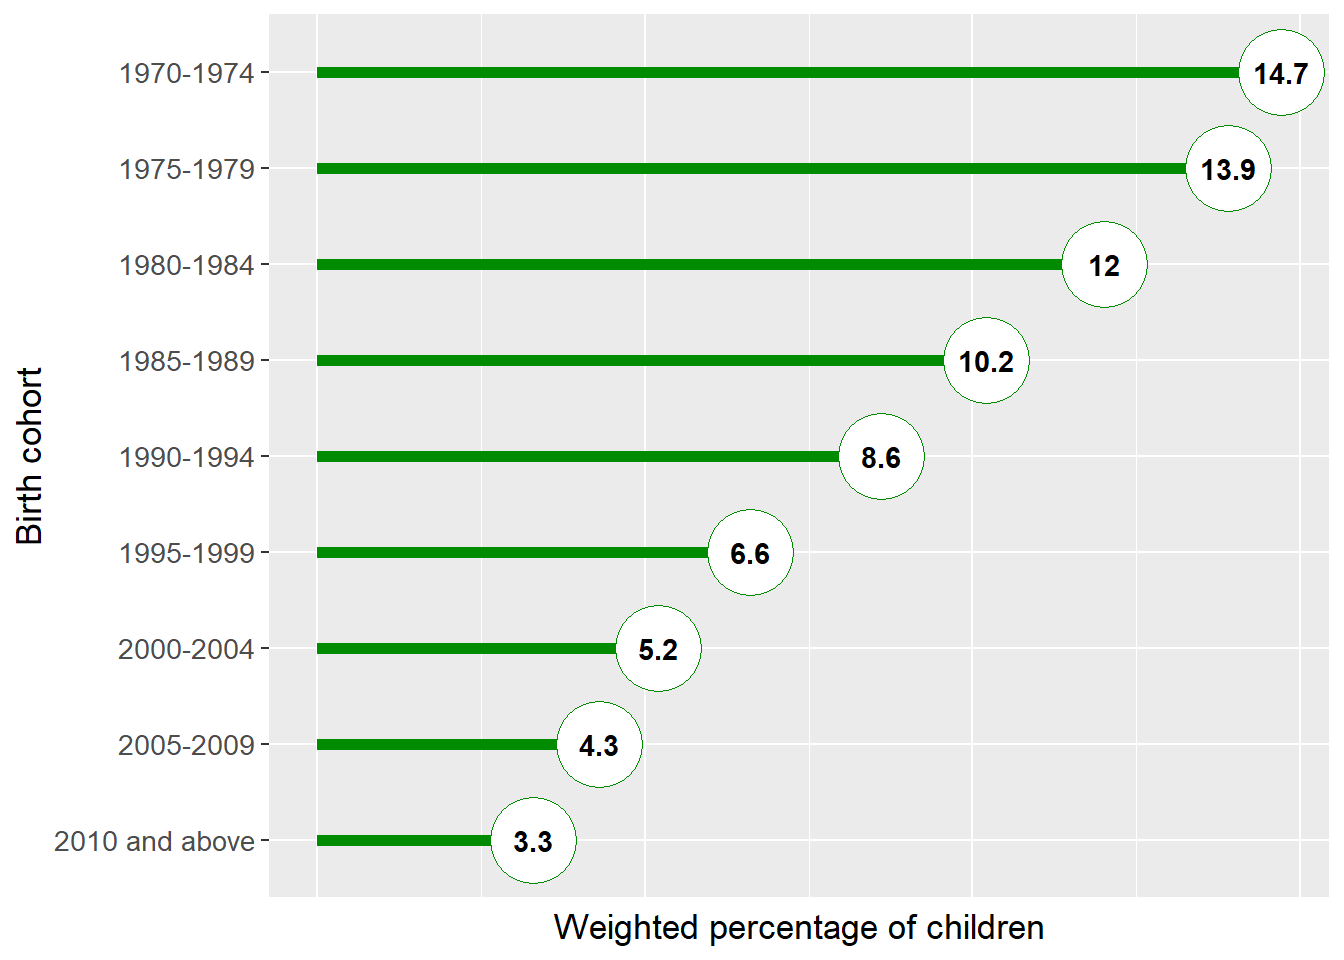 Birth cohort
1970-1974 14.7
1975-1979 13.9
1980-1984 12
1985-1989 10.2
1990-1994 8.6
1995-1999 6.6
2000-2004 5.2
2005-2009 4.3
2010 and above 3.3
Weighted percentage of children